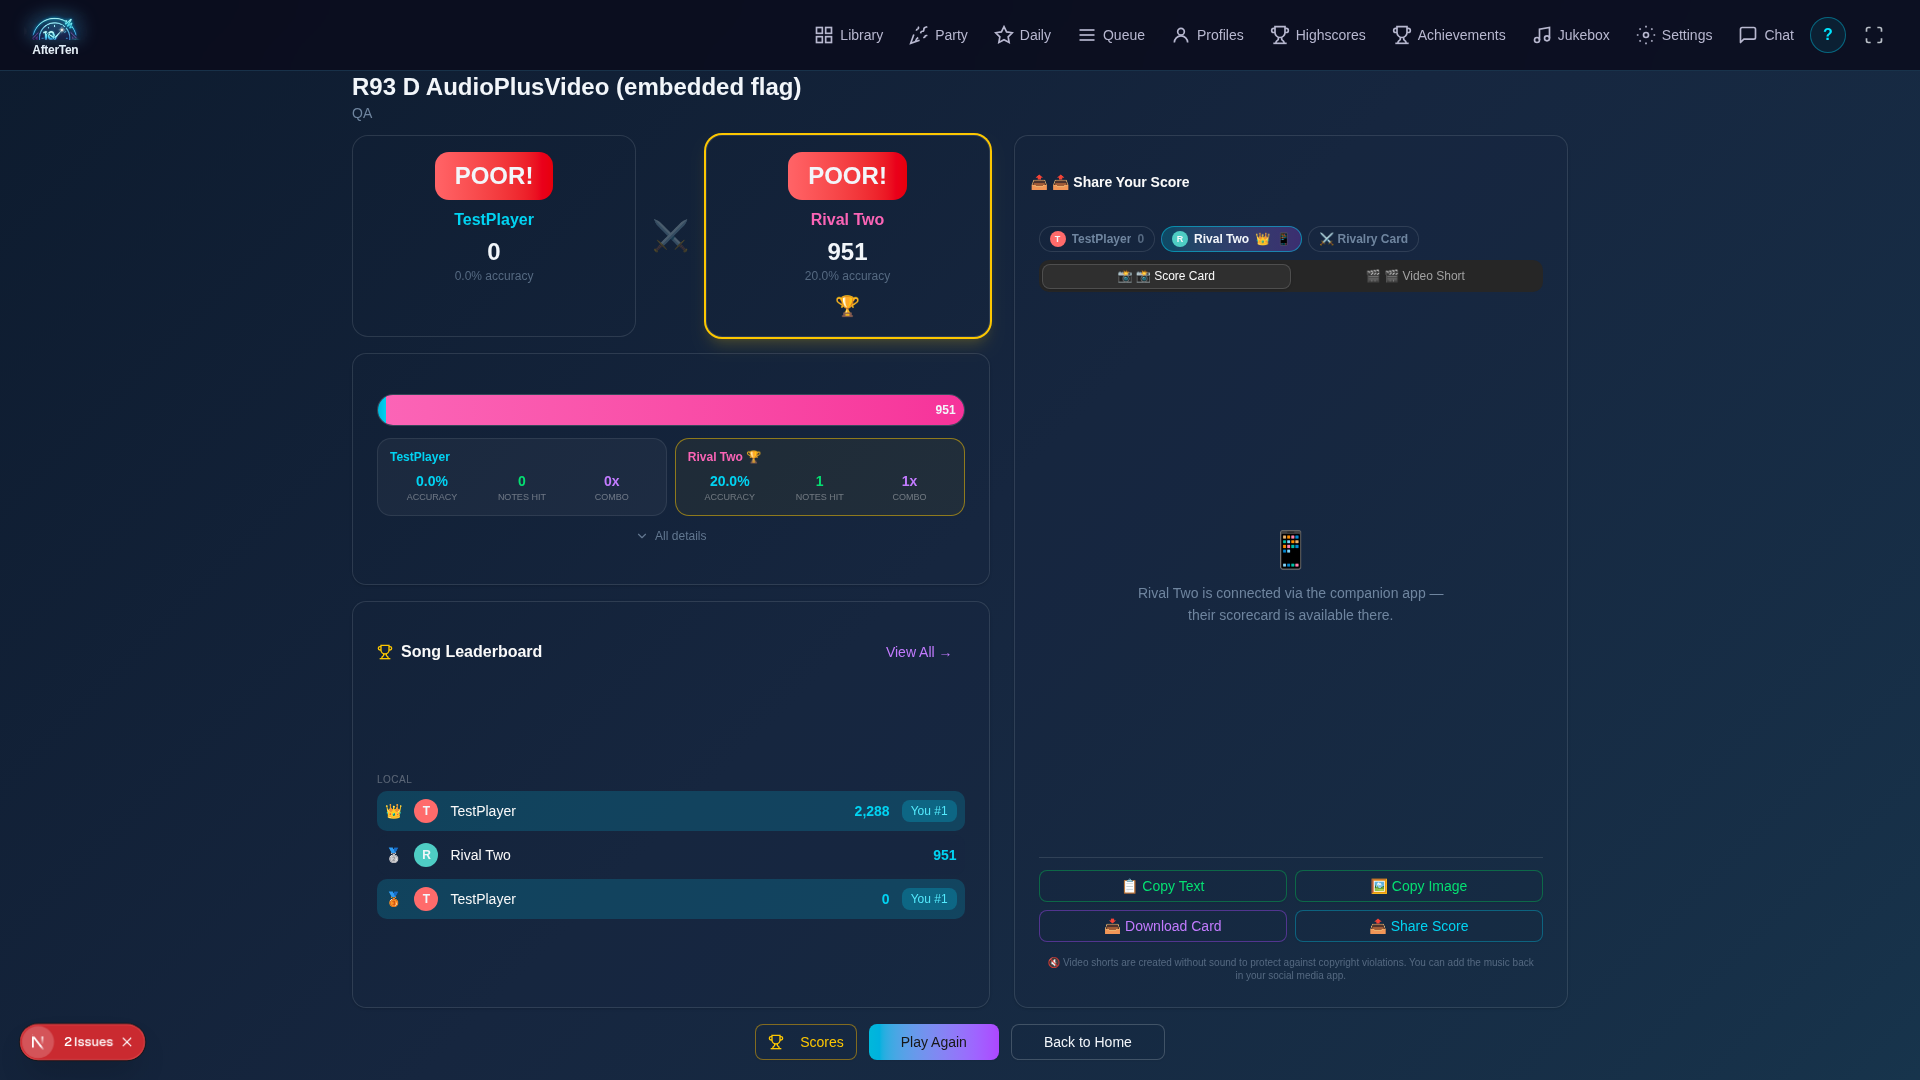 AfterTen
Library
Party
Daily
Queue
Profiles
Highscores
Achievements
Jukebox
Settings
Chat
?
R93 D AudioPlusVideo (embedded flag)
QA
POOR!
TestPlayer
0
0.0% accuracy
POOR!
Rival Two
951
20.0% accuracy
951
TestPlayer
0.0% 0 0x
ACCURACY NOTES HIT COMBO
Rival Two
20.0% 1 1x
ACCURACY NOTES HIT COMBO
All details
Song Leaderboard
View All →
LOCAL
T TestPlayer 2,288 You #1
R Rival Two 951
T TestPlayer 0 You #1
Share Your Score
T TestPlayer 0
R Rival Two
Rivalry Card
Score Card
Video Short
Rival Two is connected via the companion app —
their scorecard is available there.
Copy Text
Copy Image
Download Card
Share Score
Video shorts are created without sound to protect against copyright violations. You can add the music back
in your social media app.
N 2 Issues
Scores
Play Again
Back to Home